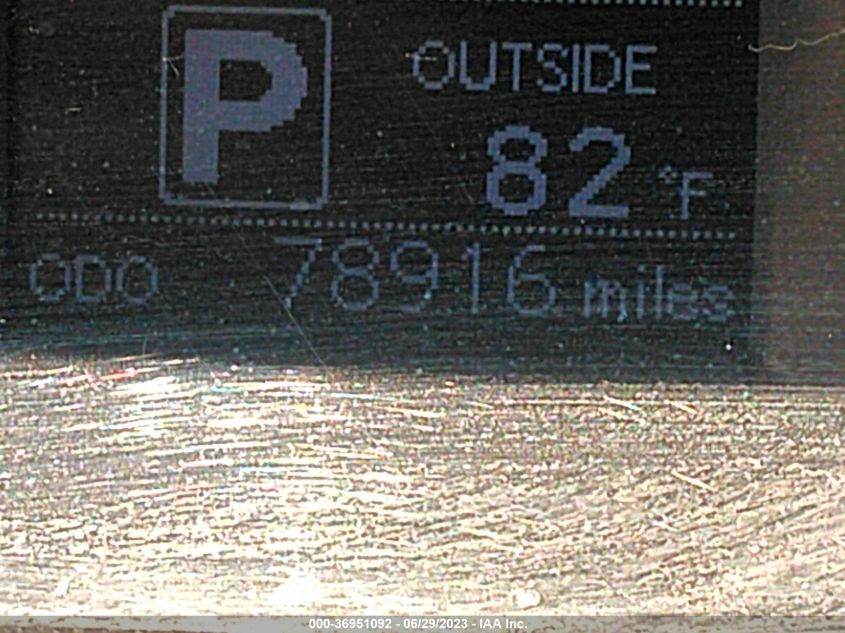 P
OUTSIDE
82 °F
ODO 78916 miles
000-36951092 - 06/29/2023 - IAA Inc.